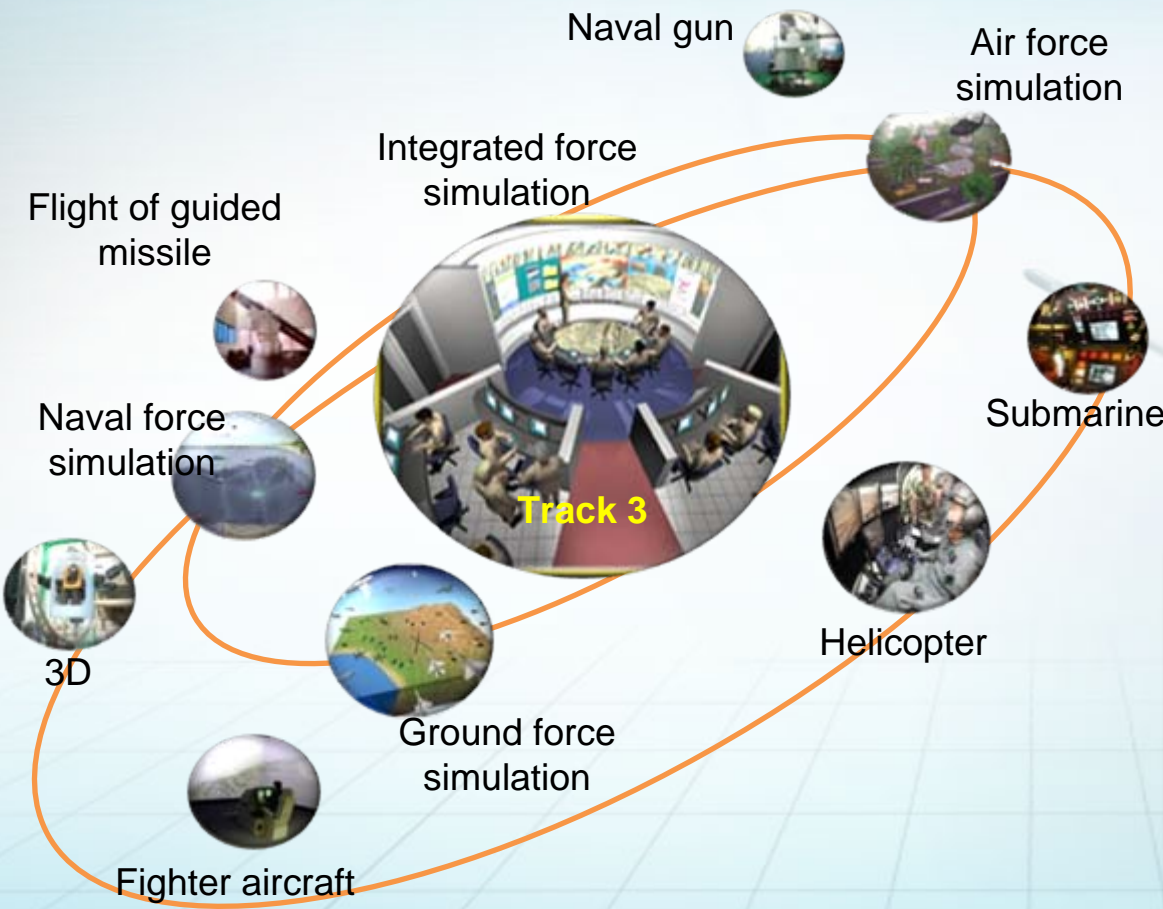 Naval gun
Air force
simulation
Integrated force
simulation
Flight of guided
missile
Naval force
simulation
Submarine
Track 3
Helicopter
3D
Ground force
simulation
Fighter aircraft